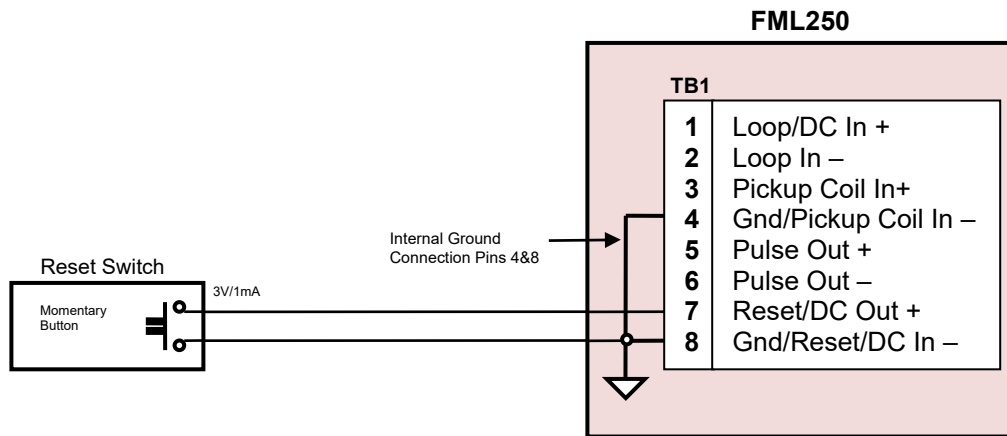 FML250
TB1
1 Loop/DC In +
2 Loop In –
3 Pickup Coil In+
4 Gnd/Pickup Coil In –
5 Pulse Out +
6 Pulse Out –
7 Reset/DC Out +
8 Gnd/Reset/DC In –
Internal Ground
Connection Pins 4&8
Reset Switch
Momentary
Button
3V/1mA